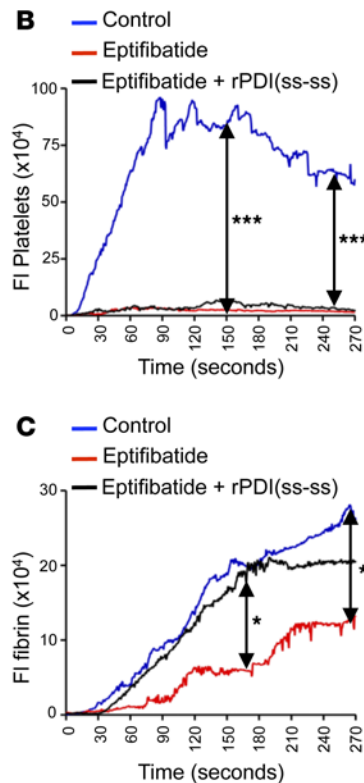 B
Control
Eptifibatide
Eptifibatide + rPDI(ss-ss)
FI Platelets (x10⁴)
100
75
50
25
0
***
***
0 30 60 90 120 150 180 210 240 270
Time (seconds)
C
Control
Eptifibatide
Eptifibatide + rPDI(ss-ss)
FI fibrin (x10⁴)
30
20
10
0
*
*
0 30 60 90 120 150 180 210 240 270
Time (seconds)